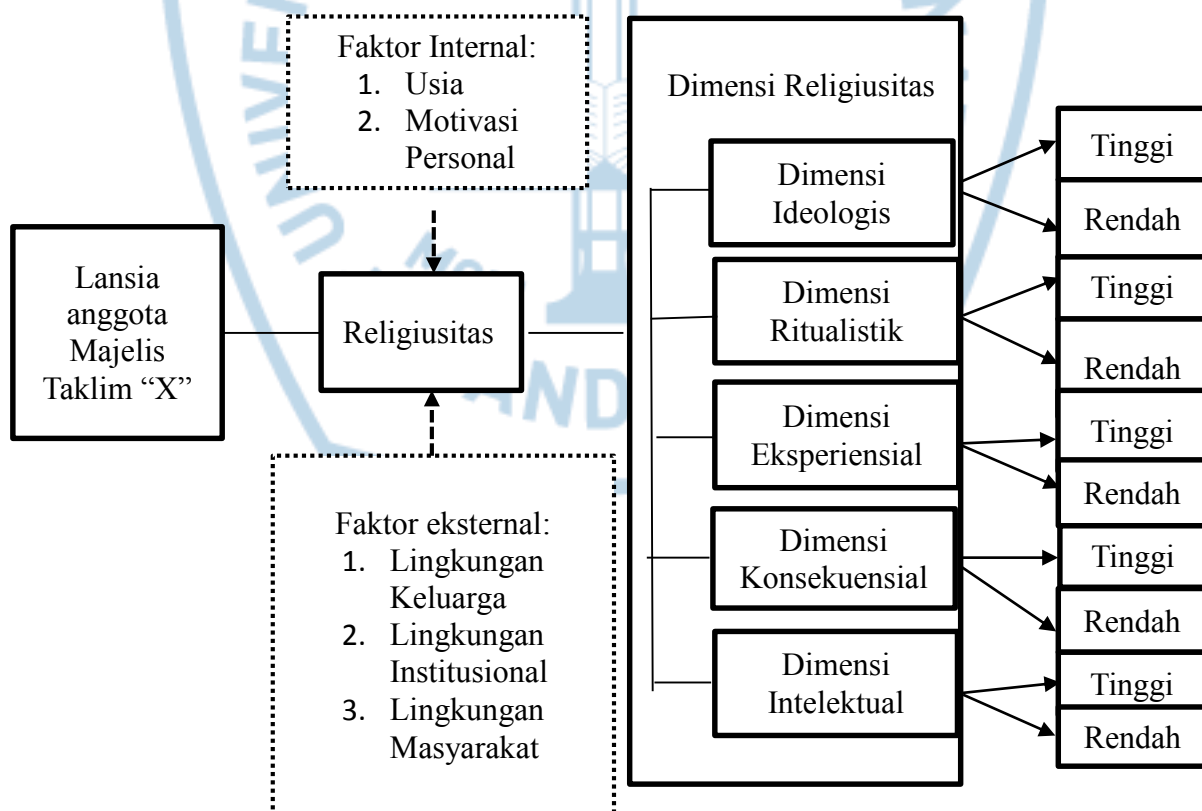 Faktor Internal:
1. Usia
2. Motivasi
Personal
Lansia
anggota
Majelis
Taklim “X”
Religiusitas
Faktor eksternal:
1. Lingkungan
Keluarga
2. Lingkungan
Institusional
3. Lingkungan
Masyarakat
Dimensi Religiusitas
Dimensi
Ideologis
Tinggi
Rendah
Dimensi
Ritualistik
Tinggi
Rendah
Dimensi
Eksperiensial
Tinggi
Rendah
Dimensi
Konsekuensial
Tinggi
Rendah
Dimensi
Intelektual
Tinggi
Rendah